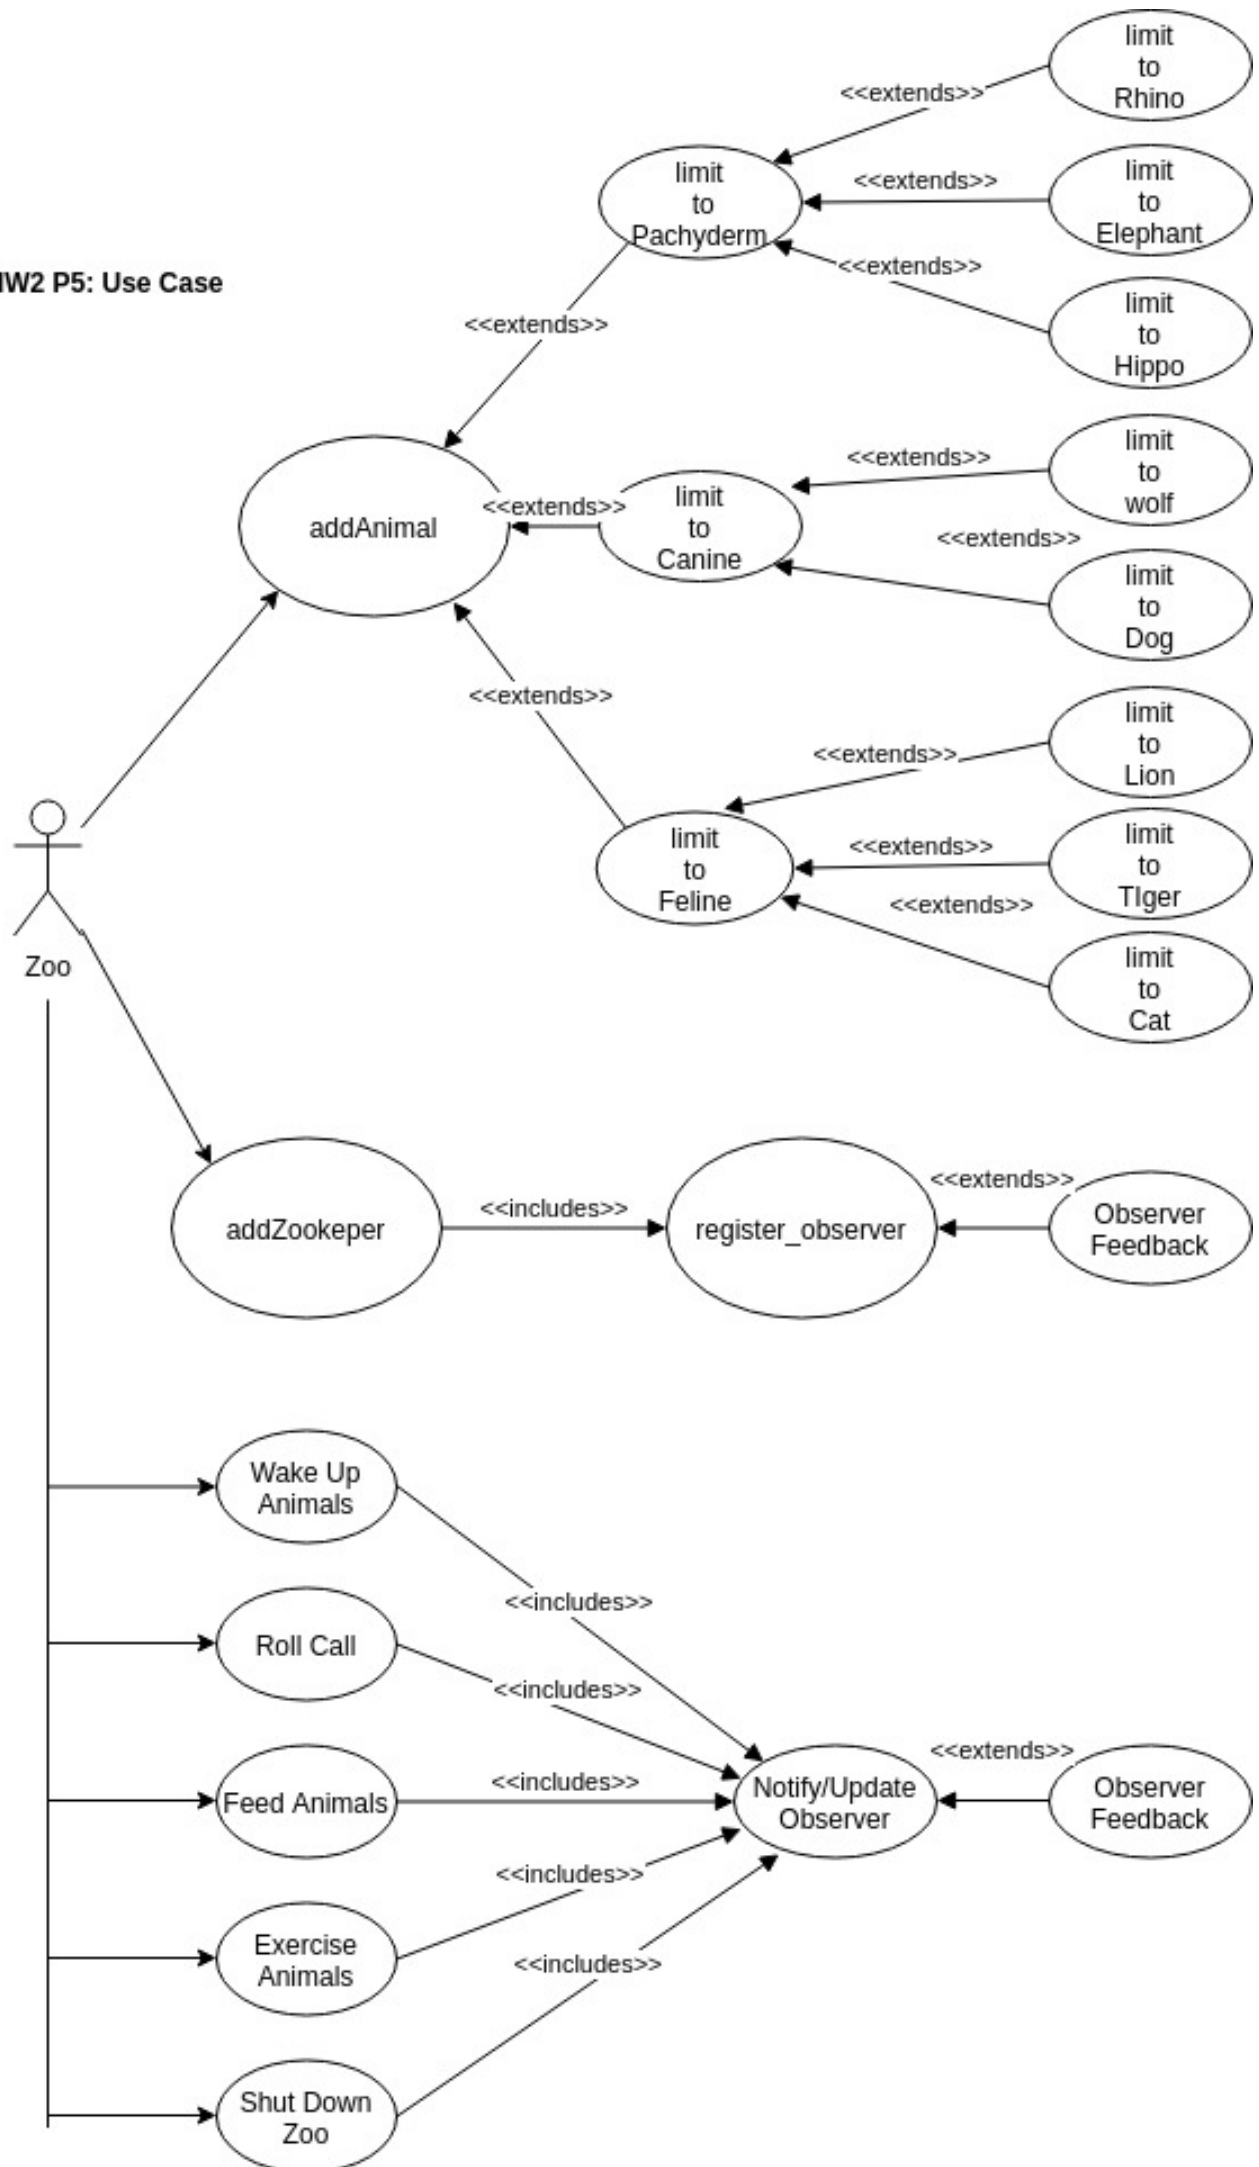 limit
to
Rhino
<<extends>>
limit
to
Pachyderm
<<extends>>
limit
to
Elephant
<<extends>>
limit
to
Hippo
W2 P5: Use Case
<<extends>>
addAnimal
<<extends>>
limit
to
Canine
<<extends>>
limit
to
wolf
<<extends>>
limit
to
Dog
<<extends>>
<<extends>>
limit
to
Lion
limit
to
Feline
<<extends>>
limit
to
TIger
<<extends>>
limit
to
Cat
Zoo
addZookeper
<<includes>>
register_observer
<<extends>>
Observer
Feedback
Wake Up
Animals
<<includes>>
Roll Call
<<includes>>
Feed Animals
<<includes>>
Notify/Update
Observer
<<extends>>
Observer
Feedback
Exercise
Animals
<<includes>>
Shut Down
Zoo
<<includes>>